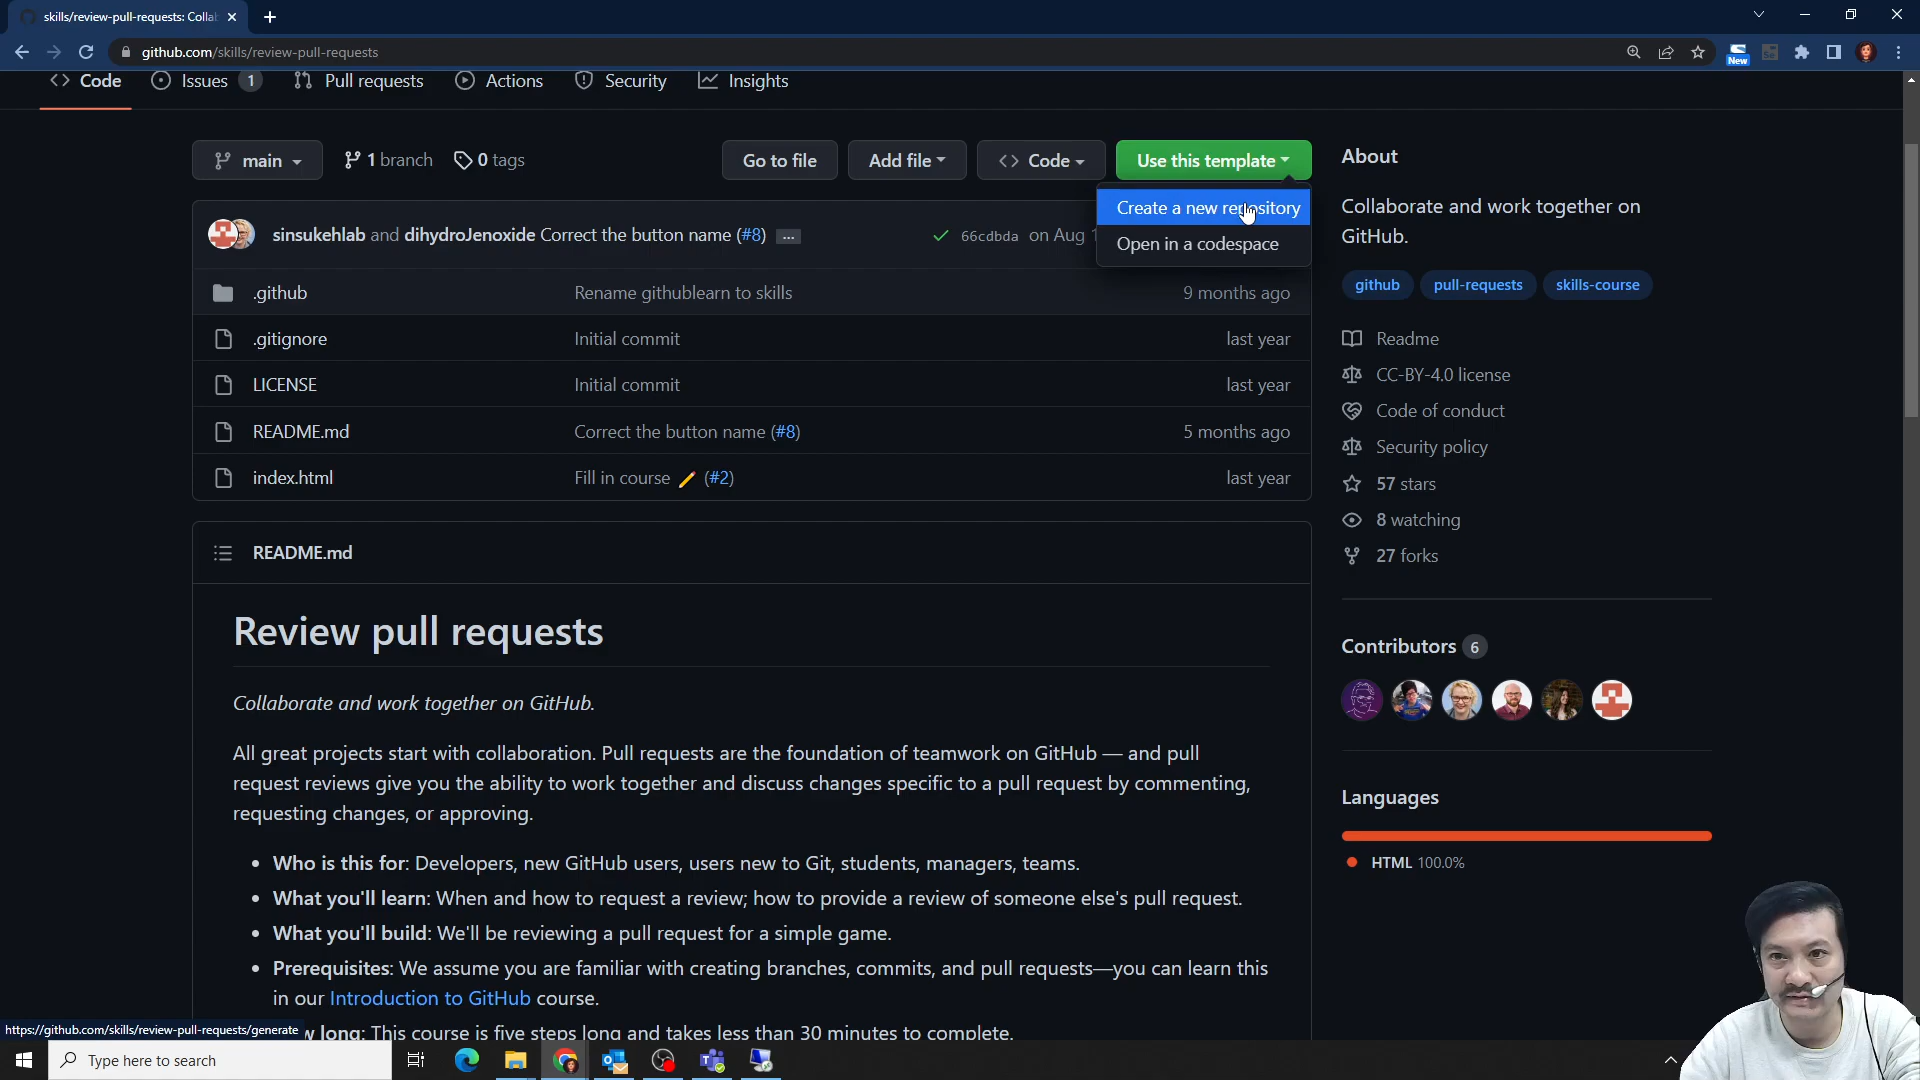 skills/review-pull-requests: Colla
github.com/skills/review-pull-requests
New
Code
Issues 1
Pull requests
Actions
Security
Insights
main
1 branch
0 tags
Go to file
Add file
Code
Use this template
Create a new repository
Open in a codespace
sinsukehlab and dihydroJenoxide Correct the button name (#8) ...
66cdbda on Aug 1
.github Rename githublearn to skills 9 months ago
.gitignore Initial commit last year
LICENSE Initial commit last year
README.md Correct the button name (#8) 5 months ago
index.html Fill in course (#2) last year
README.md
Review pull requests
Collaborate and work together on GitHub.
All great projects start with collaboration. Pull requests are the foundation of teamwork on GitHub — and pull
request reviews give you the ability to work together and discuss changes specific to a pull request by commenting,
requesting changes, or approving.
• Who is this for: Developers, new GitHub users, users new to Git, students, managers, teams.
• What you'll learn: When and how to request a review; how to provide a review of someone else's pull request.
• What you'll build: We'll be reviewing a pull request for a simple game.
• Prerequisites: We assume you are familiar with creating branches, commits, and pull requests—you can learn this
in our Introduction to GitHub course.
w long: This course is five steps long and takes less than 30 minutes to complete.
About
Collaborate and work together on
GitHub.
github pull-requests skills-course
Readme
CC-BY-4.0 license
Code of conduct
Security policy
57 stars
8 watching
27 forks
Contributors 6
Languages
HTML 100.0%
https://github.com/skills/review-pull-requests/generate
Type here to search